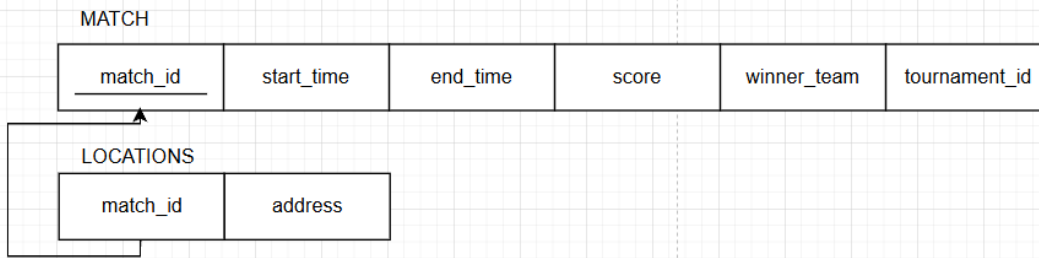 MATCH
match_id start_time end_time score winner_team tournament_id
LOCATIONS
match_id address